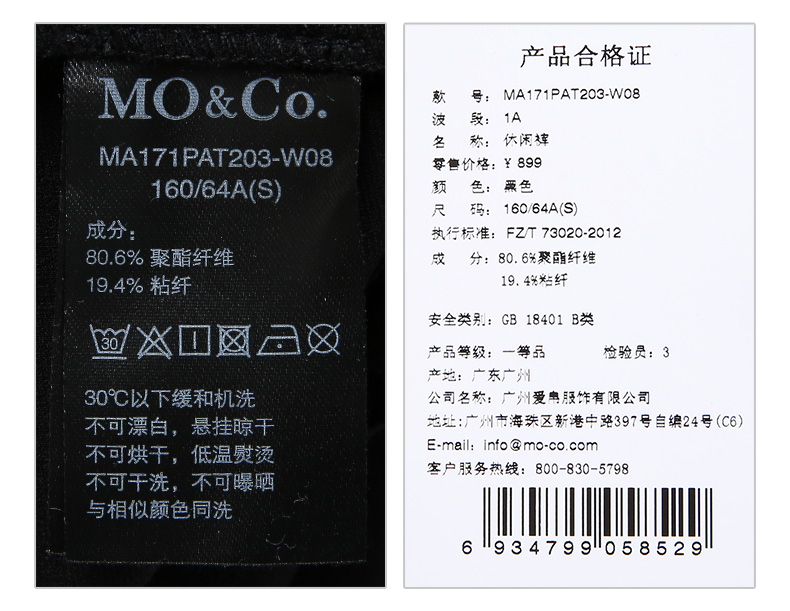 MO&Co.
MA171PAT203-W08
160/64A(S)
成分：
80.6% 聚酯纤维
19.4% 粘纤
30
30℃以下缓和机洗
不可漂白，悬挂晾干
不可烘干，低温熨烫
不可干洗，不可曝晒
与相似颜色同洗
产品合格证
款 号：MA171PAT203-W08
波 段：1A
名 称：休闲裤
零售价格：¥ 899
颜 色：黑色
尺 码：160/64A(S)
执行标准：FZ/T 73020-2012
成 分：80.6%聚酯纤维
19.4%粘纤
安全类别：GB 18401 B类
产品等级：一等品 检验员：3
产地：广东广州
公司名称：广州爱帛服饰有限公司
地址：广州市海珠区新港中路397号自编24号(C6)
E-mail：info@mo-co.com
客户服务热线：800-830-5798
6 934799 058529